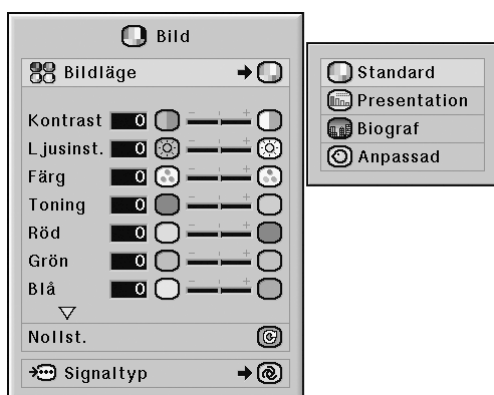 Bild
Bildläge
Kontrast 0
Ljusinst. 0
Färg 0
Toning 0
Röd 0
Grön 0
Blå 0
Nollst.
Signaltyp
Standard
Presentation
Biograf
Anpassad